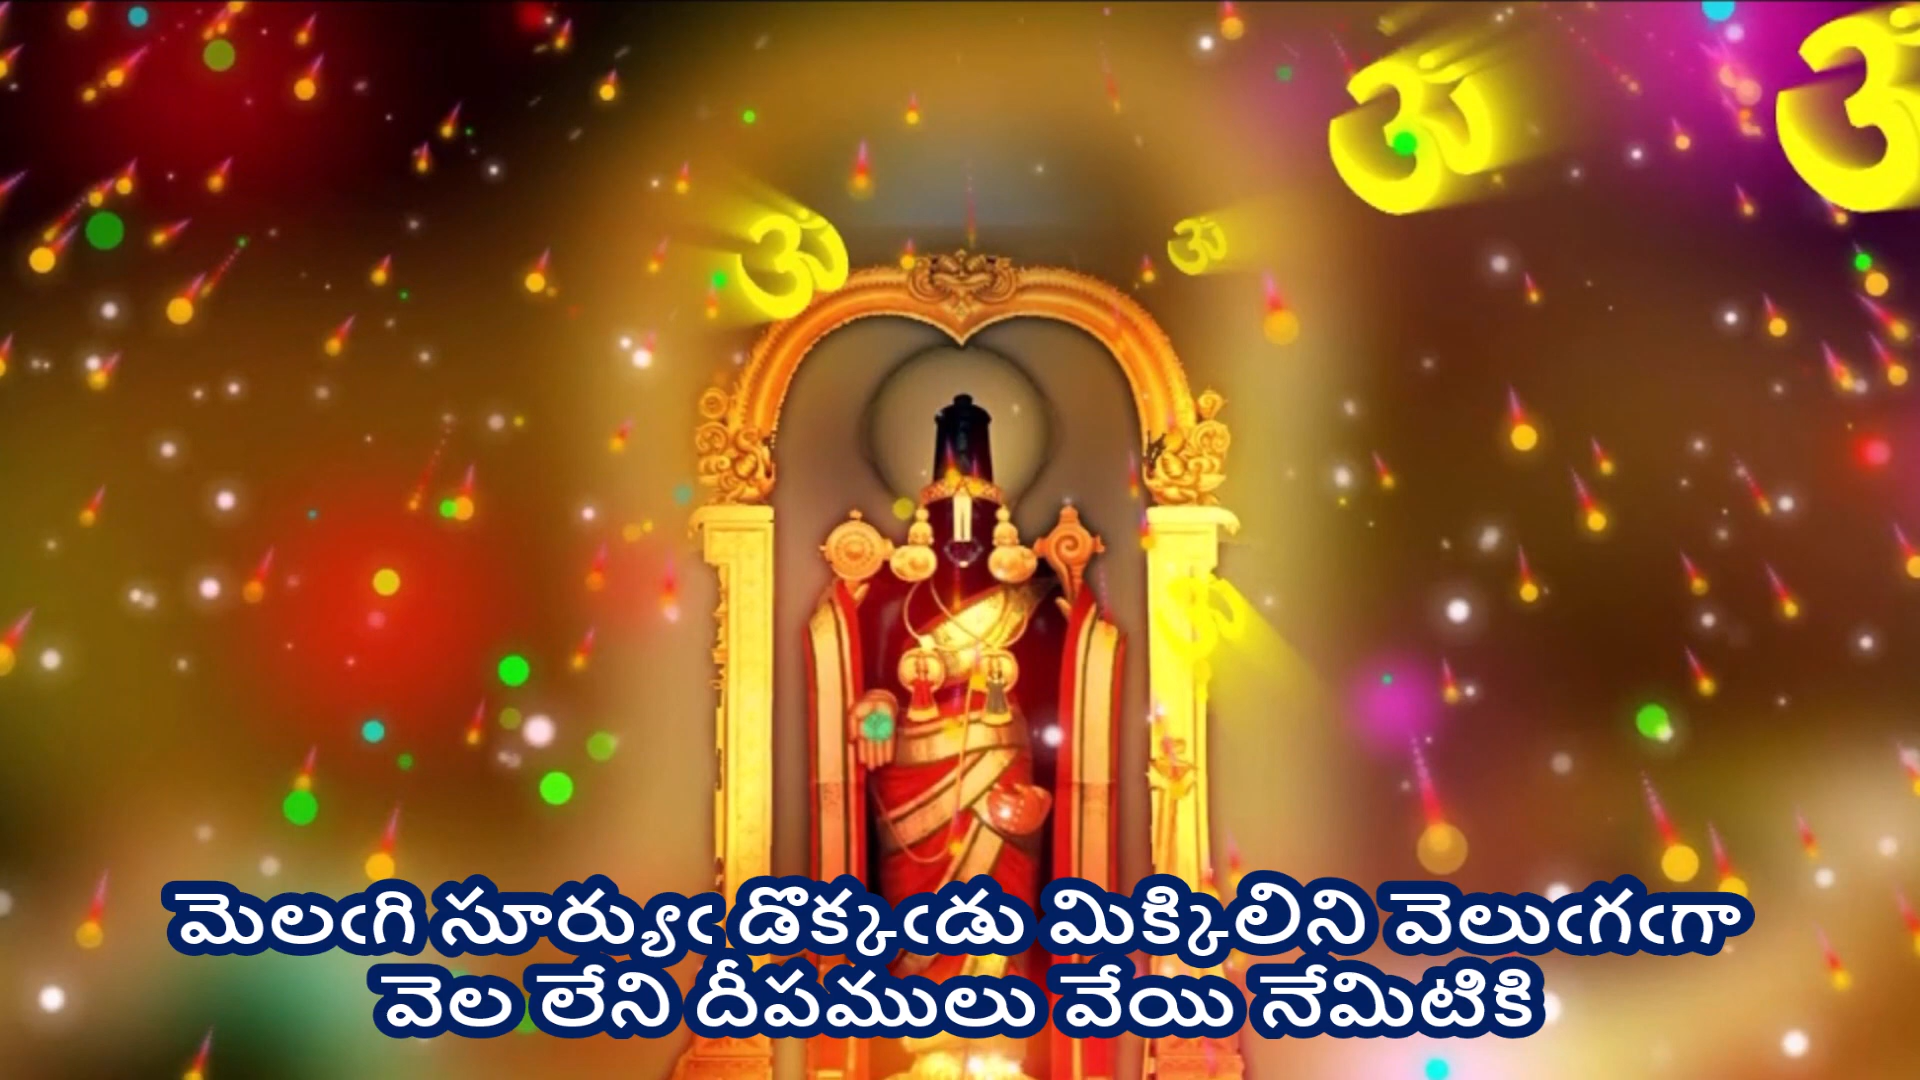 మెలఁగి సూర్యుఁ డొక్కఁడు మిక్కిలిని వెలుఁగఁగా
వెల లేని దీపములు వేయి నేమిటికి